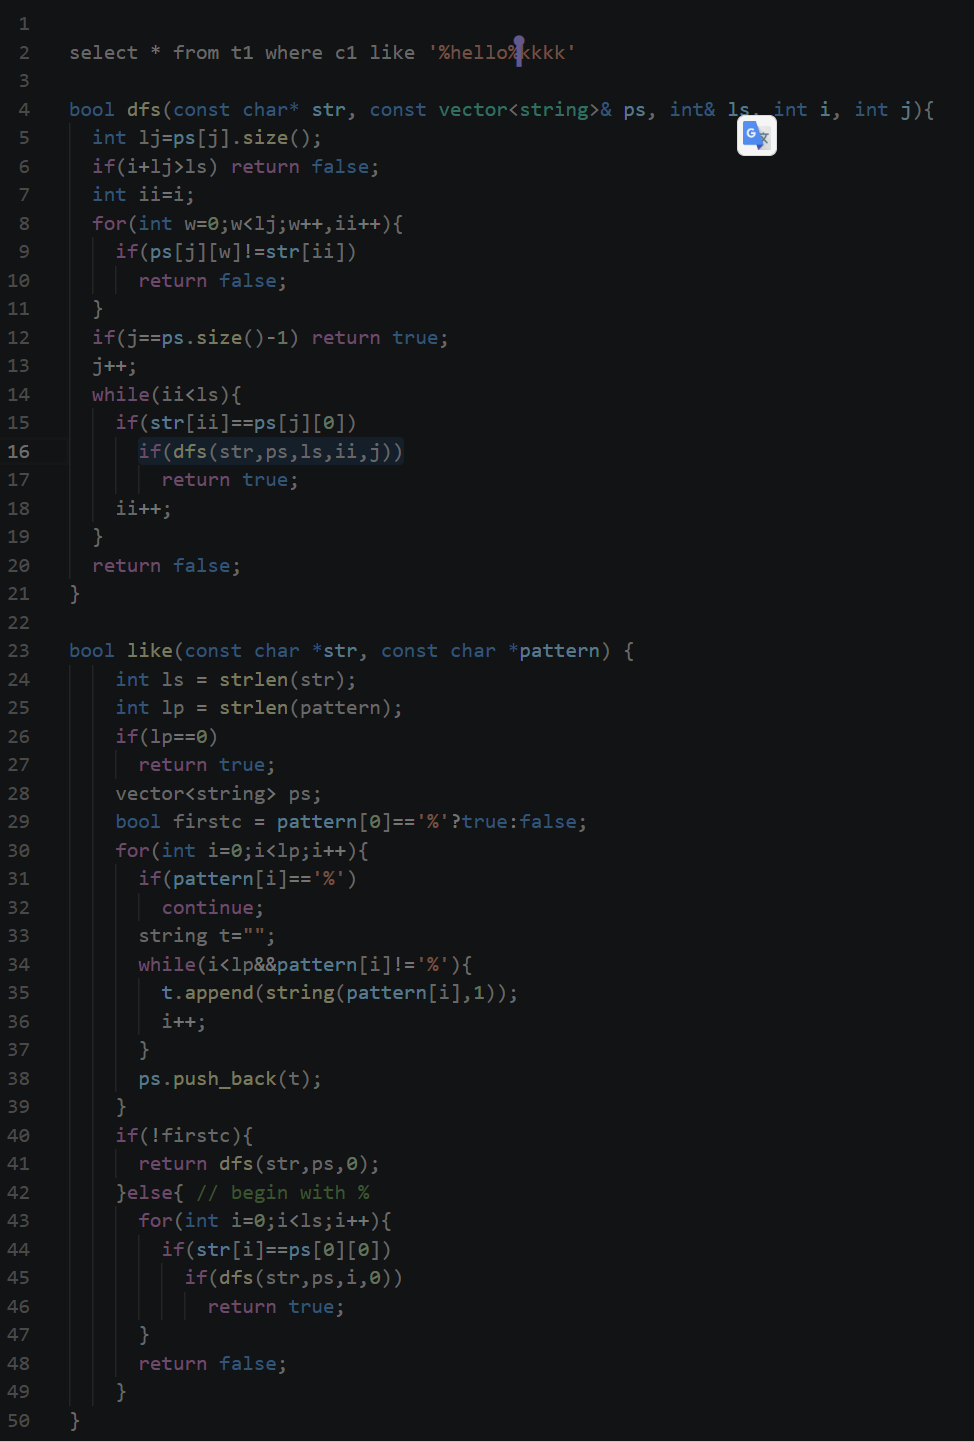 1
2 select * from t1 where c1 like '%hello%kkkk'
3
4 bool dfs(const char* str, const vector<string>& ps, int& ls, int i, int j){
5   int lj=ps[j].size();
6   if(i+lj>ls) return false;
7   int ii=i;
8   for(int w=0;w<lj;w++,ii++){
9     if(ps[j][w]!=str[ii])
10       return false;
11   }
12   if(j==ps.size()-1) return true;
13   j++;
14   while(ii<ls){
15     if(str[ii]==ps[j][0])
16       if(dfs(str,ps,ls,ii,j))
17         return true;
18     ii++;
19   }
20   return false;
21 }
22
23 bool like(const char *str, const char *pattern) {
24     int ls = strlen(str);
25     int lp = strlen(pattern);
26     if(lp==0)
27       return true;
28     vector<string> ps;
29     bool firstc = pattern[0]=='%'?true:false;
30     for(int i=0;i<lp;i++){
31       if(pattern[i]=='%')
32         continue;
33       string t="";
34       while(i<lp&&pattern[i]!='%'){
35         t.append(string(pattern[i],1));
36         i++;
37       }
38       ps.push_back(t);
39     }
40     if(!firstc){
41       return dfs(str,ps,0);
42     }else{ // begin with %
43       for(int i=0;i<ls;i++){
44         if(str[i]==ps[0][0])
45           if(dfs(str,ps,i,0))
46             return true;
47       }
48       return false;
49     }
50 }